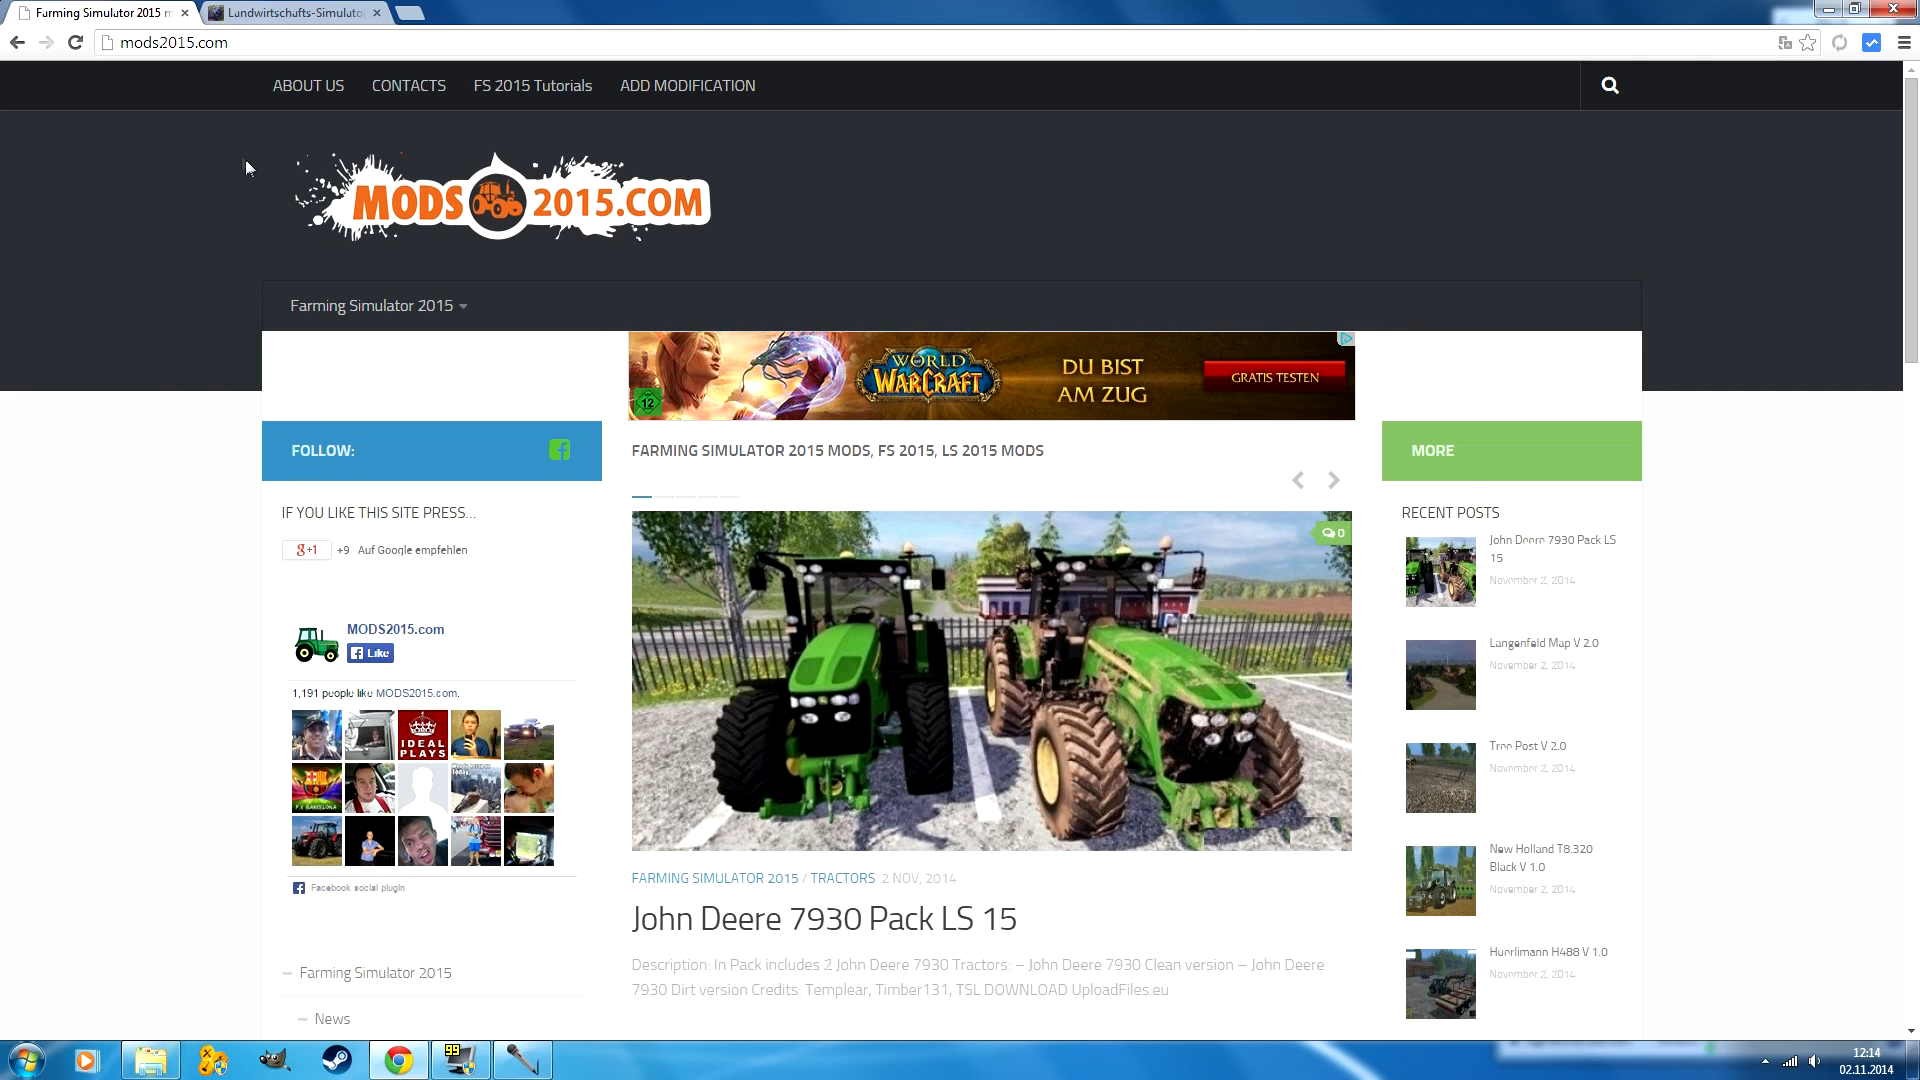 Farming Simulator 2015 m
Landwirtschafts-Simulato
mods2015.com
ABOUT US
CONTACTS
FS 2015 Tutorials
ADD MODIFICATION
MODS 2015.COM
Farming Simulator 2015
WORLD
WARCRAFT
DU BIST
AM ZUG
GRATIS TESTEN
12
FOLLOW:
FARMING SIMULATOR 2015 MODS, FS 2015, LS 2015 MODS
MORE
IF YOU LIKE THIS SITE PRESS...
g+1
+9 Auf Google empfehlen
MODS2015.com
Like
1,191 people like MODS2015.com.
IDEAL
PLAYS
Facebook social plugin
Farming Simulator 2015
News
0
FARMING SIMULATOR 2015 / TRACTORS 2 NOV, 2014
John Deere 7930 Pack LS 15
Description: In Pack includes 2 John Deere 7930 Tractors: – John Deere 7930 Clean version – John Deere
7930 Dirt version Credits: Templear, Timber131, TSL DOWNLOAD UploadFiles.eu
RECENT POSTS
John Deere 7930 Pack LS
15
November 2, 2014
Langenfeld Map V 2.0
November 2, 2014
Tree Post V 2.0
November 2, 2014
New Holland T8.320
Black V 1.0
November 2, 2014
Huerlimann H488 V 1.0
November 2, 2014
99
12:14
02.11.2014